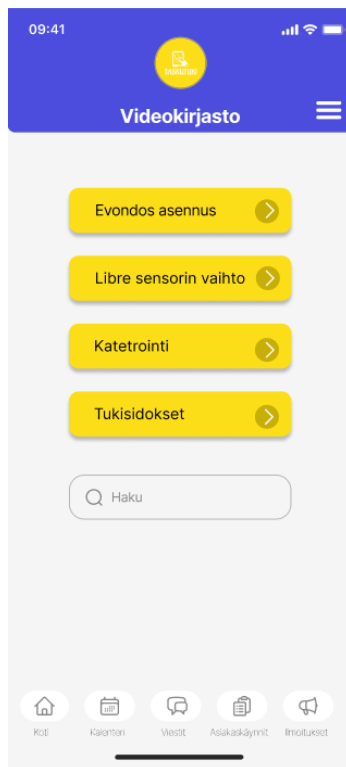 09:41
Videokirjasto
Evondos asennus
Libre sensorin vaihto
Katetrointi
Tukisidokset
Haku
Koti
Kalenteri
Viestit
Asiakaskäynnit
Ilmoitukset